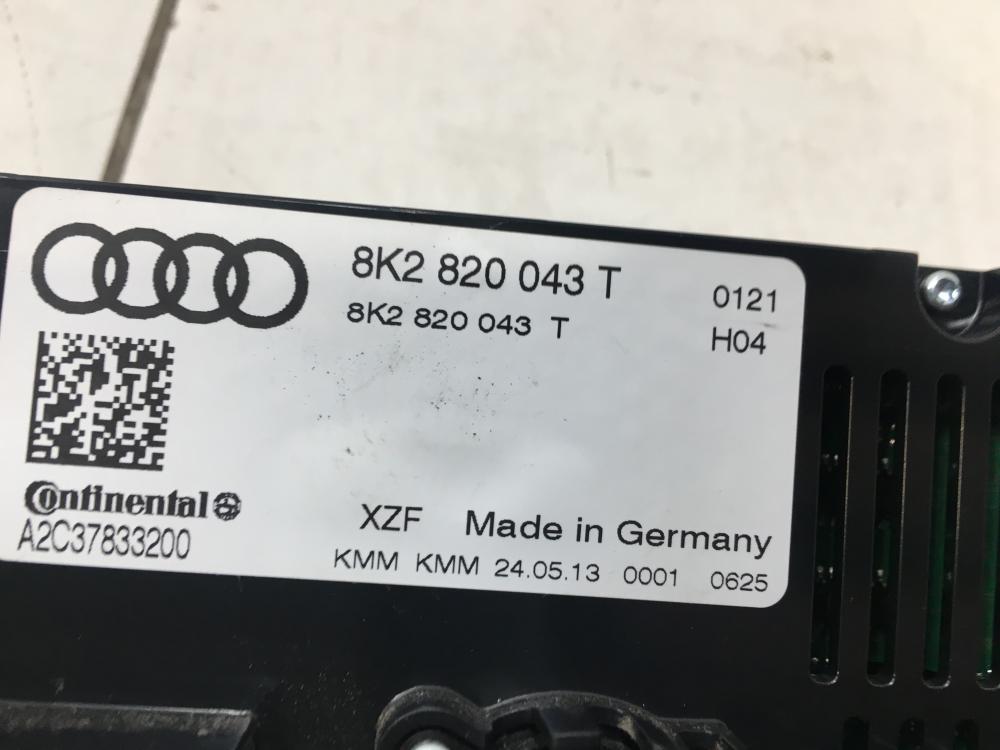 8K2 820 043 T 0121
8K2 820 043 T H04
Continental
A2C37833200
XZF Made in Germany
KMM KMM 24.05.13 0001 0625